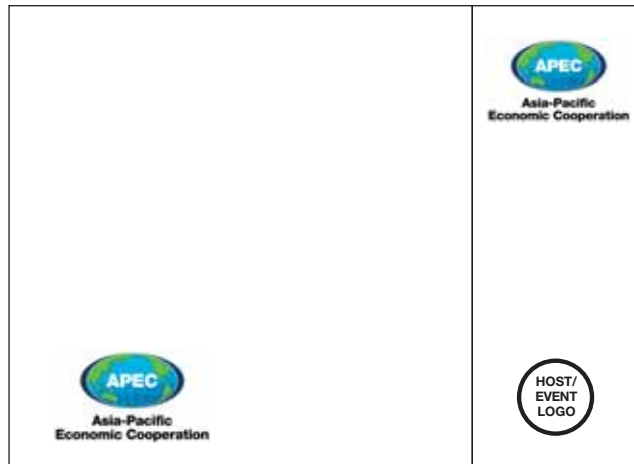 APEC
Asia-Pacific
Economic Cooperation
APEC
Asia-Pacific
Economic Cooperation
HOST/
EVENT
LOGO